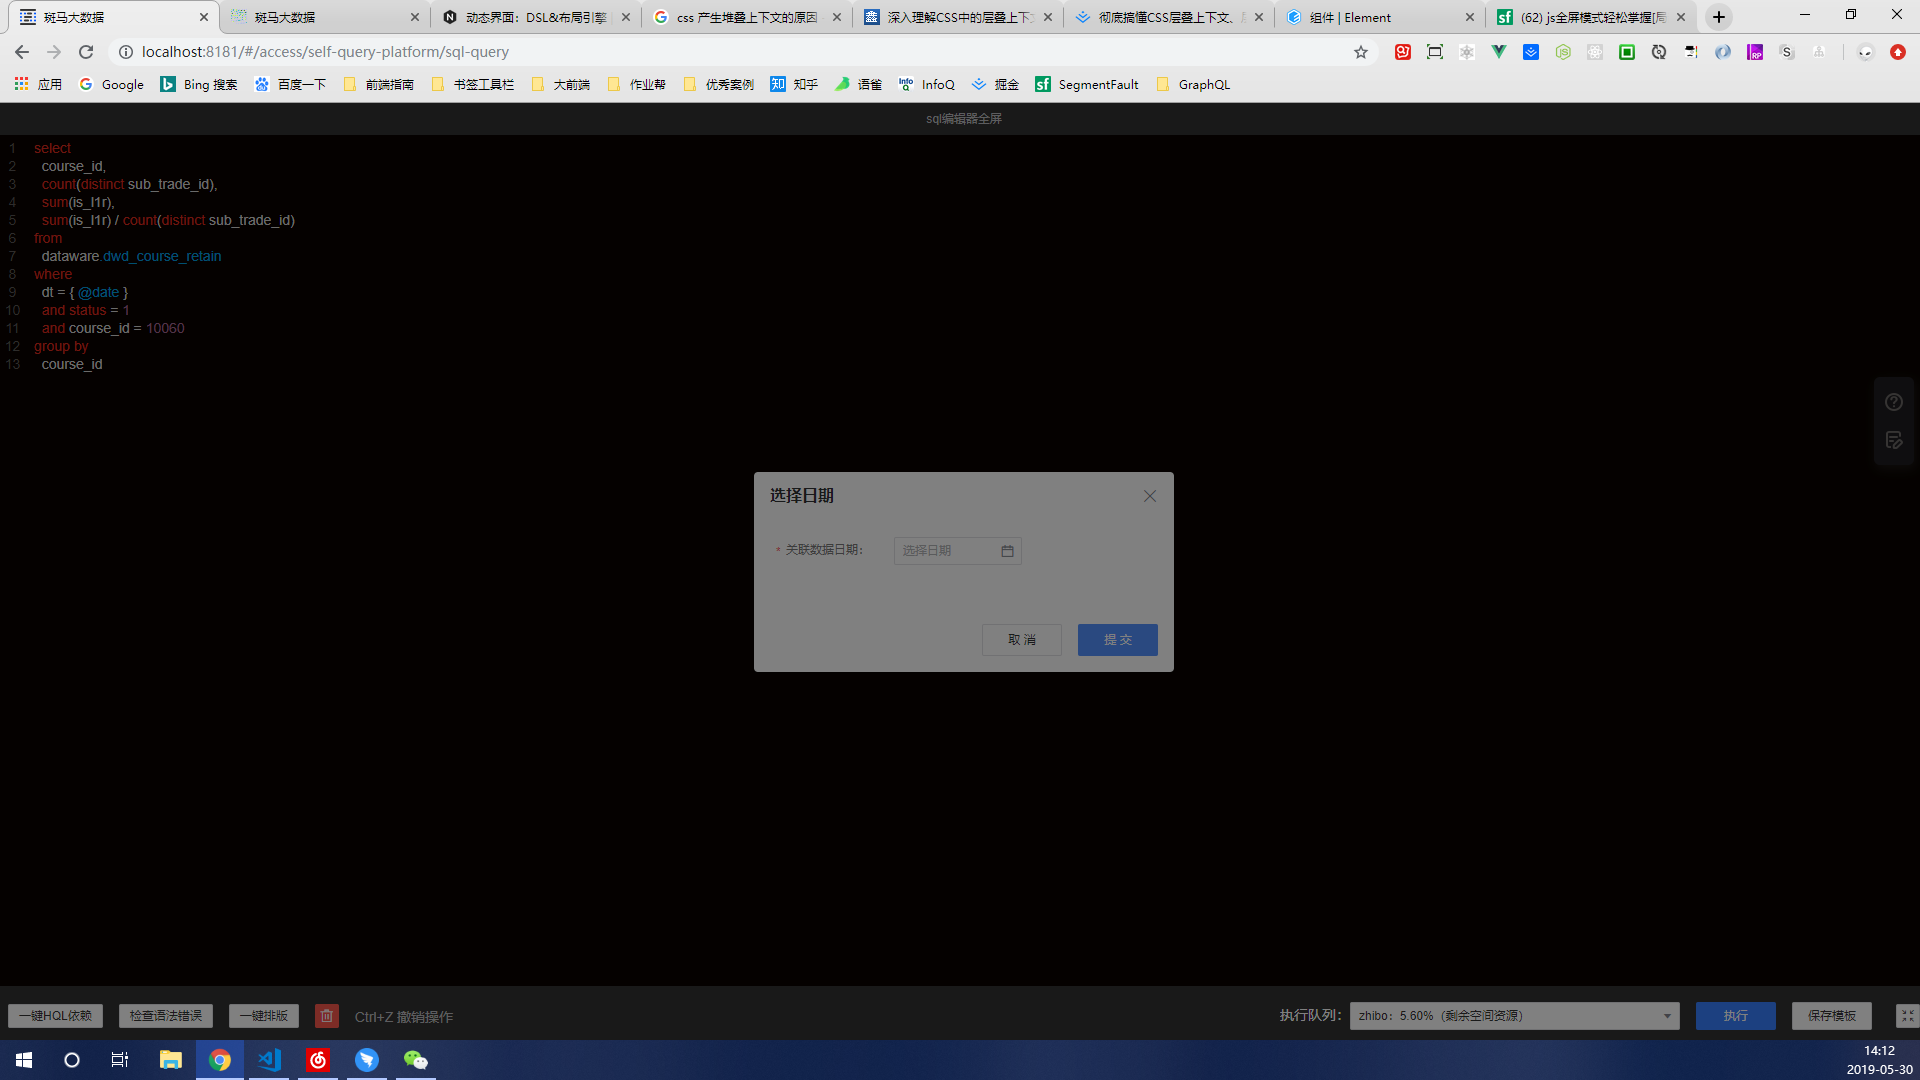 斑马大数据
斑马大数据
动态界面：DSL&布局引擎
css 产生堆叠上下文的原因
深入理解CSS中的层叠上下
彻底搞懂CSS层叠上下文、
组件 | Element
(62) js全屏模式轻松掌握[局
localhost:8181/#/access/self-query-platform/sql-query
应用
Google
Bing 搜索
百度一下
前端指南
书签工具栏
大前端
作业帮
优秀案例
知乎
语雀
InfoQ
掘金
SegmentFault
GraphQL
sql编辑器全屏
1 select
2 course_id,
3 count(distinct sub_trade_id),
4 sum(is_l1r),
5 sum(is_l1r) / count(distinct sub_trade_id)
6 from
7 dataware.dwd_course_retain
8 where
9 dt = { @date }
10 and status = 1
11 and course_id = 10060
12 group by
13 course_id
选择日期
* 关联数据日期：
选择日期
取 消
提 交
一键HQL依赖
检查语法错误
一键排版
Ctrl+Z 撤销操作
执行队列：
zhibo：5.60%（剩余空间资源）
执行
保存模板
14:12
2019-05-30